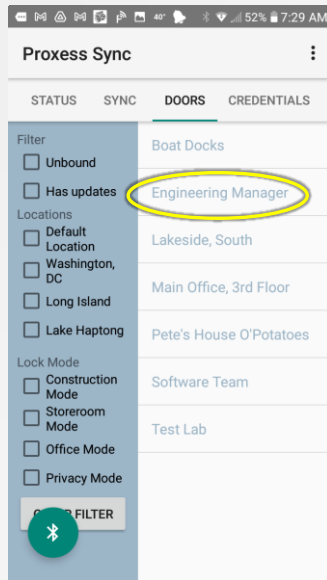 40° 52% 7:29 AM
Proxess Sync
STATUS SYNC DOORS CREDENTIALS
Filter
Unbound
Has updates
Locations
Default
Location
Washington,
DC
Long Island
Lake Haptong
Lock Mode
Construction
Mode
Storeroom
Mode
Office Mode
Privacy Mode
FILTER
Boat Docks
Engineering Manager
Lakeside, South
Main Office, 3rd Floor
Pete's House O'Potatoes
Software Team
Test Lab